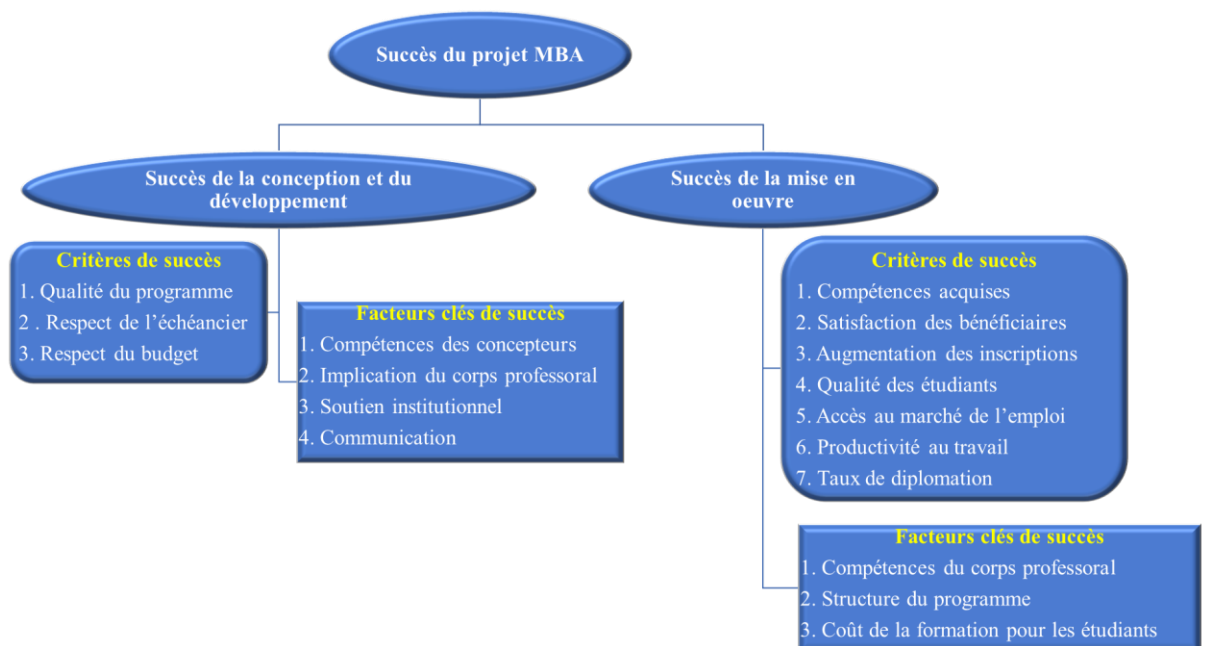 Succès du projet MBA
Succès de la conception et du
développement
Succès de la mise en
oeuvre
Critères de succès
1. Qualité du programme
2 . Respect de l'échéancier
3. Respect du budget
Facteurs clés de succès
1. Compétences des concepteurs
2. Implication du corps professoral
3. Soutien institutionnel
4. Communication
Critères de succès
1. Compétences acquises
2. Satisfaction des bénéficiaires
3. Augmentation des inscriptions
4. Qualité des étudiants
5. Accès au marché de l'emploi
6. Productivité au travail
7. Taux de diplomation
Facteurs clés de succès
1. Compétences du corps professoral
2. Structure du programme
3. Coût de la formation pour les étudiants